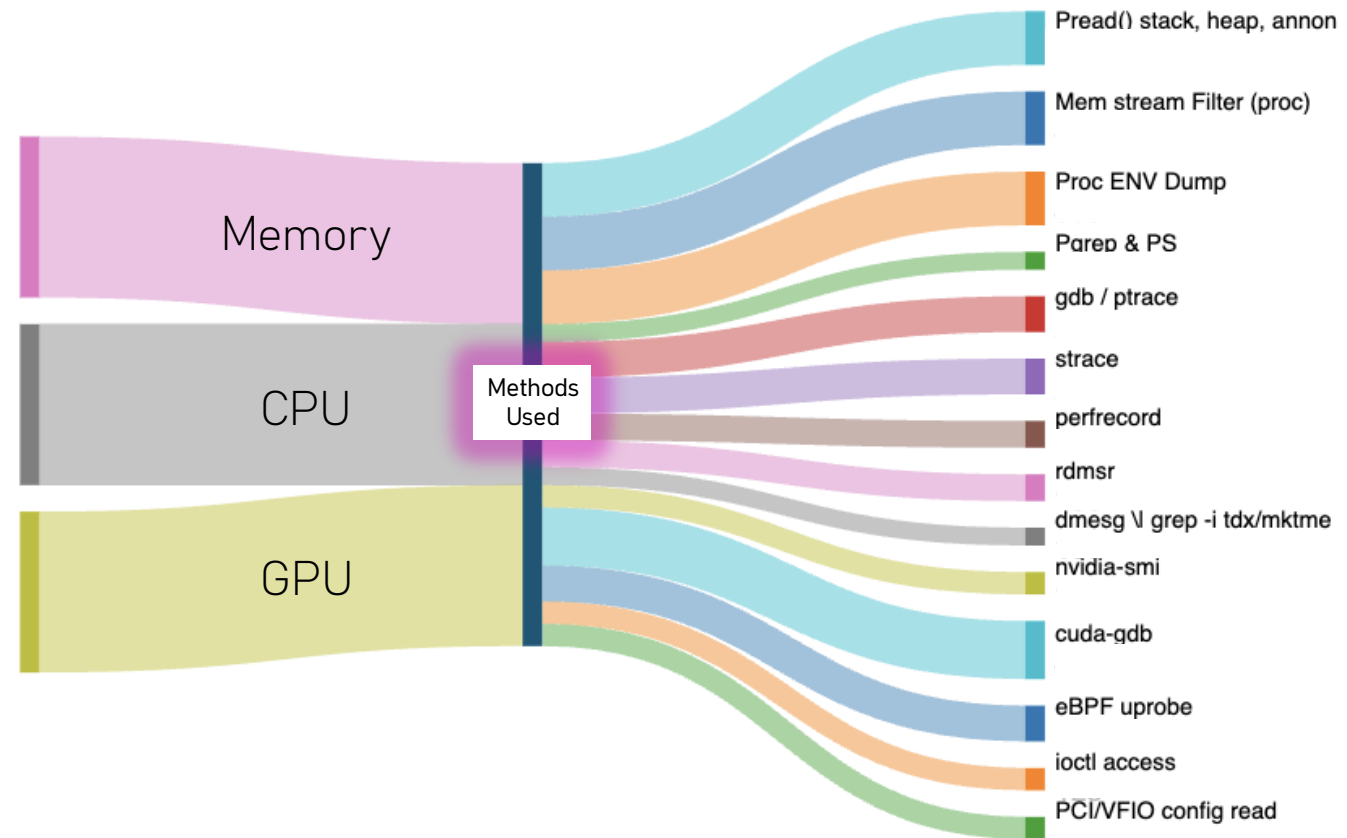 Memory
CPU
GPU
Methods
Used
Pread() stack, heap, annon
Mem stream Filter (proc)
Proc ENV Dump
Pgrep & PS
gdb / ptrace
strace
perfrecord
rdmsr
dmesg \| grep -i tdx/mktme
nvidia-smi
cuda-gdb
eBPF uprobe
ioctl access
PCI/VFIO config read